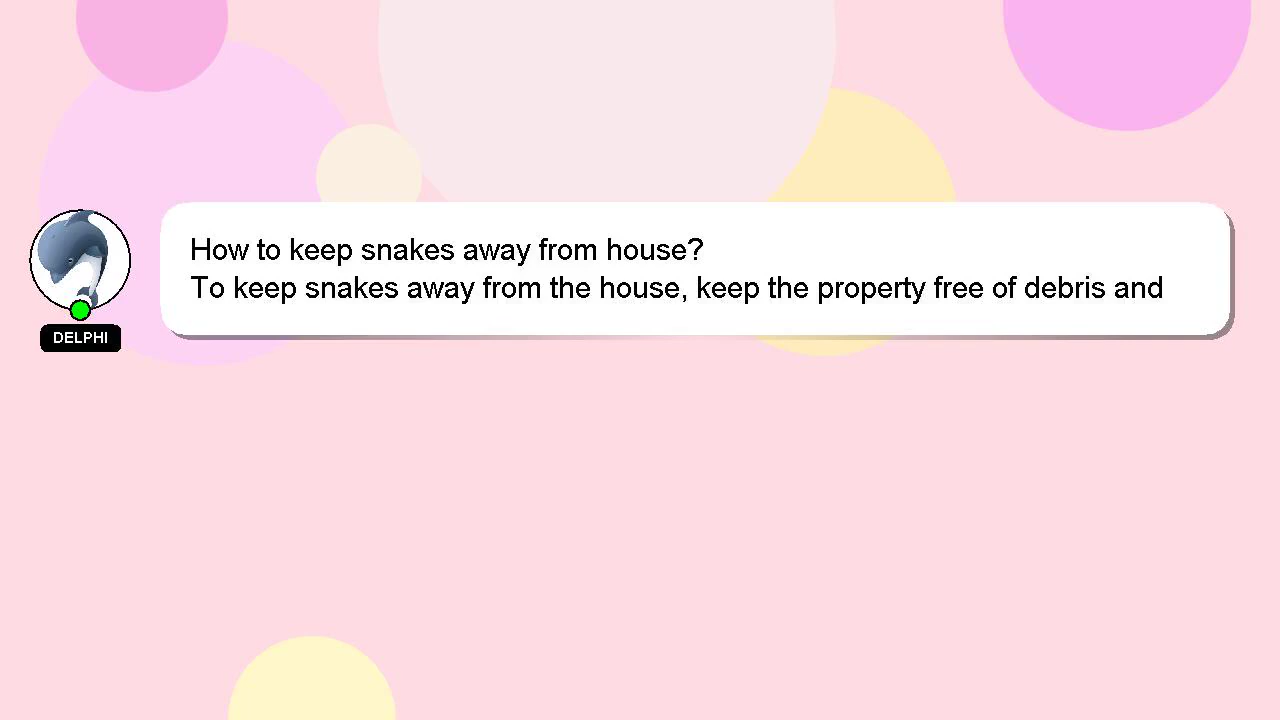 How to keep snakes away from house?
To keep snakes away from the house, keep the property free of debris and
DELPHI